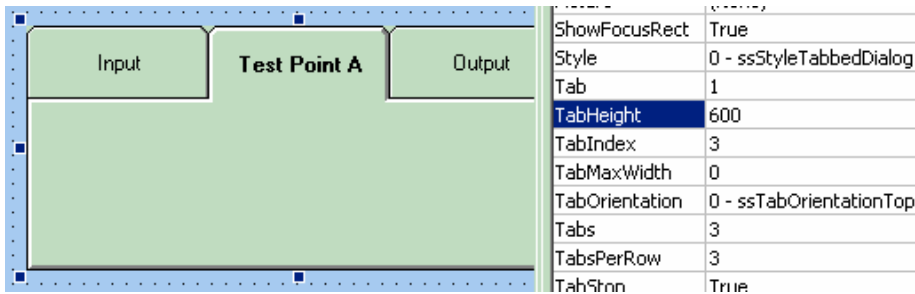 Input Test Point A Output
ShowFocusRect True
Style 0 - ssStyleTabbedDialog
Tab 1
TabHeight 600
TabIndex 3
TabMaxWidth 0
TabOrientation 0 - ssTabOrientationTop
Tabs 3
TabsPerRow 3
TabStop True